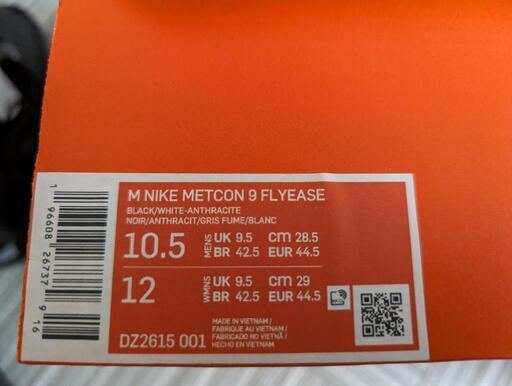 M NIKE METCON 9 FLYEASE
BLACK/WHITE-ANTHRACITE
NOIR/ANTHRACIT/GRIS FUME/BLANC
10.5 MENS UK 9.5 CM 28.5
BR 42.5 EUR 44.5
12 WMNS UK 9.5 CM 29
BR 42.5 EUR 44.5
DZ2615 001
MADE IN VIETNAM /
FABRIQUE AU VIETNAM /
FABRICADO NO VIETNÃ /
HECHO EN VIETNAM
1 96608 26737 9 16